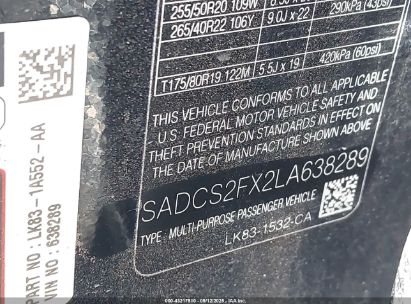 255/50R20 109W
265/40R22 106Y 9.0J x 22 290kPa (43psi)
T175/80R19 122M 5.5J x 19 420kPa (60psi)
THIS VEHICLE CONFORMS TO ALL APPLICABLE
U.S. FEDERAL MOTOR VEHICLE SAFETY AND
THEFT PREVENTION STANDARDS IN EFFECT ON
THE DATE OF MANUFACTURE SHOWN ABOVE.
SADCS2FX2LA638289
TYPE: MULTI-PURPOSE PASSENGER VEHICLE
LK83-1532-CA
PART NO : LK83 - 1A552 - AA
VIN NO : 638289